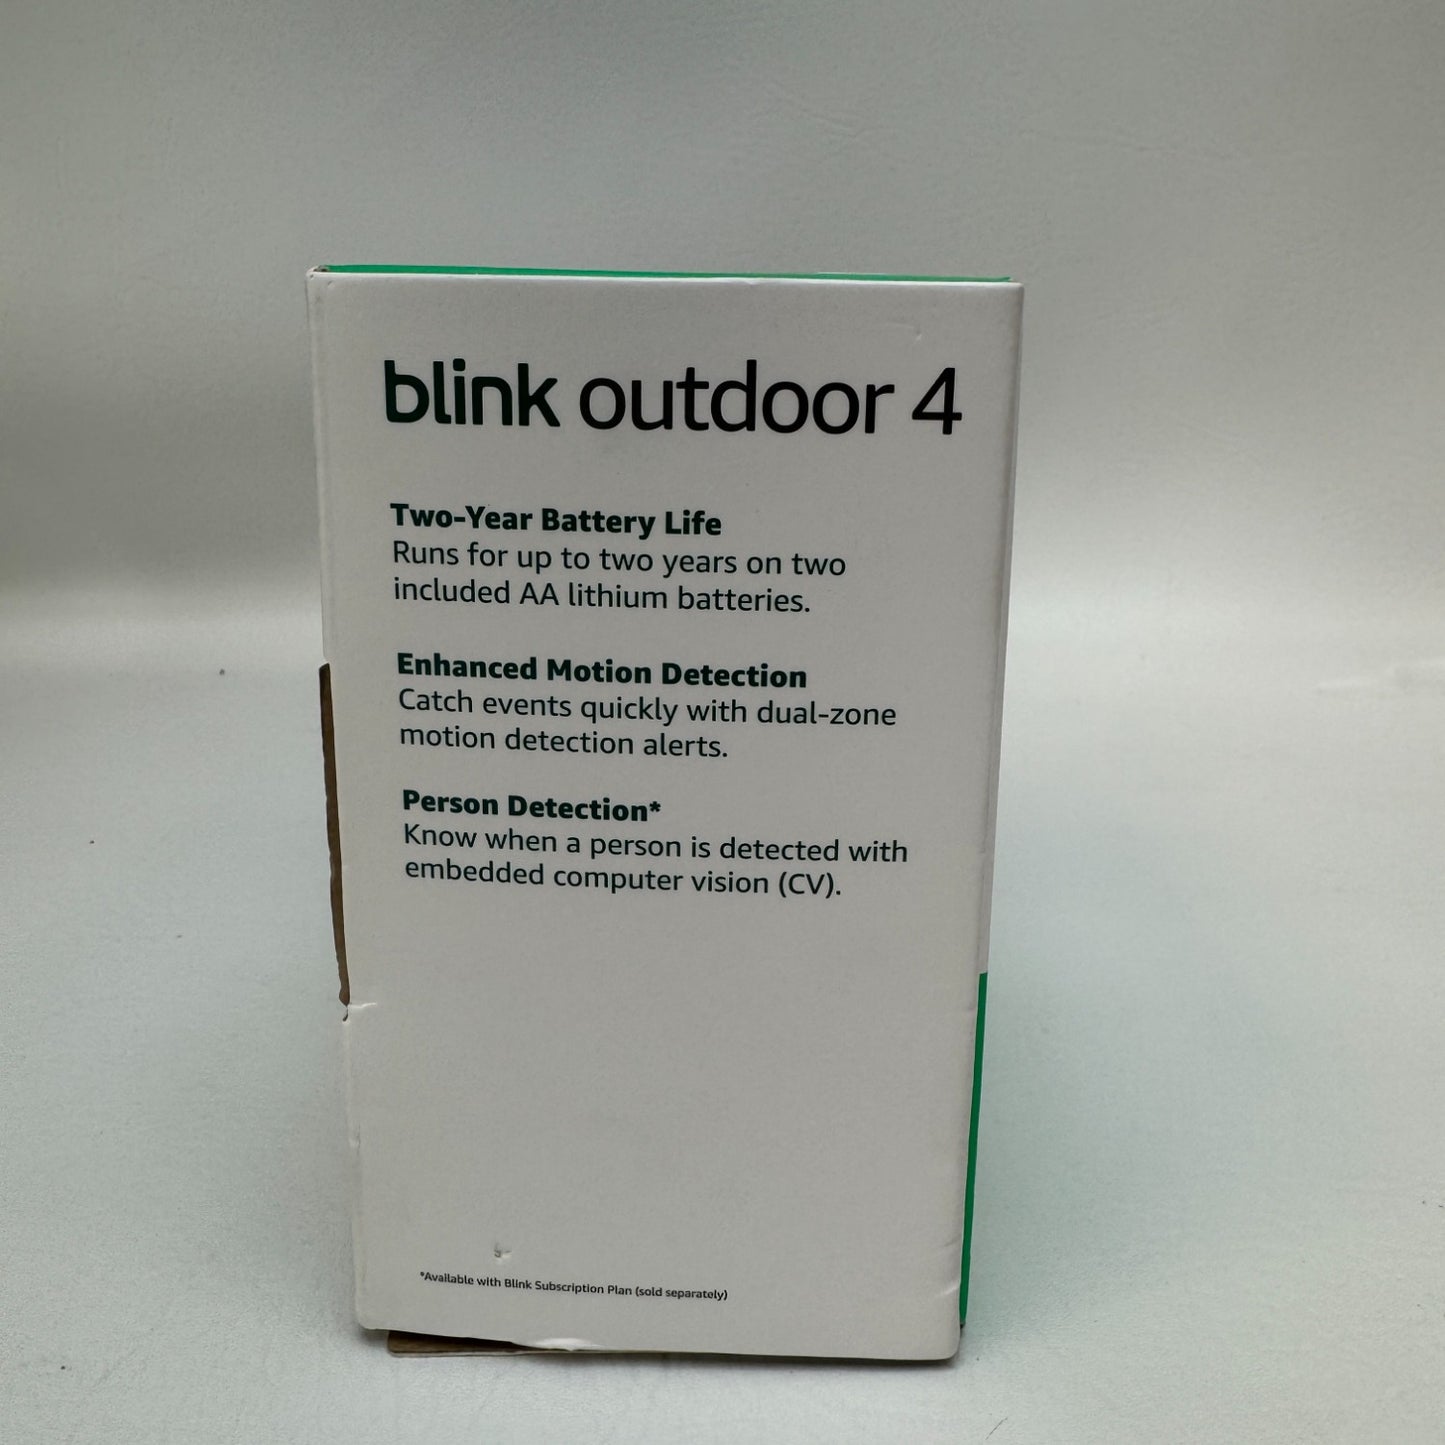 blink outdoor 4
Two-Year Battery Life
Runs for up to two years on two
included AA lithium batteries.
Enhanced Motion Detection
Catch events quickly with dual-zone
motion detection alerts.
Person Detection*
Know when a person is detected with
embedded computer vision (CV).
*Available with Blink Subscription Plan (sold separately)